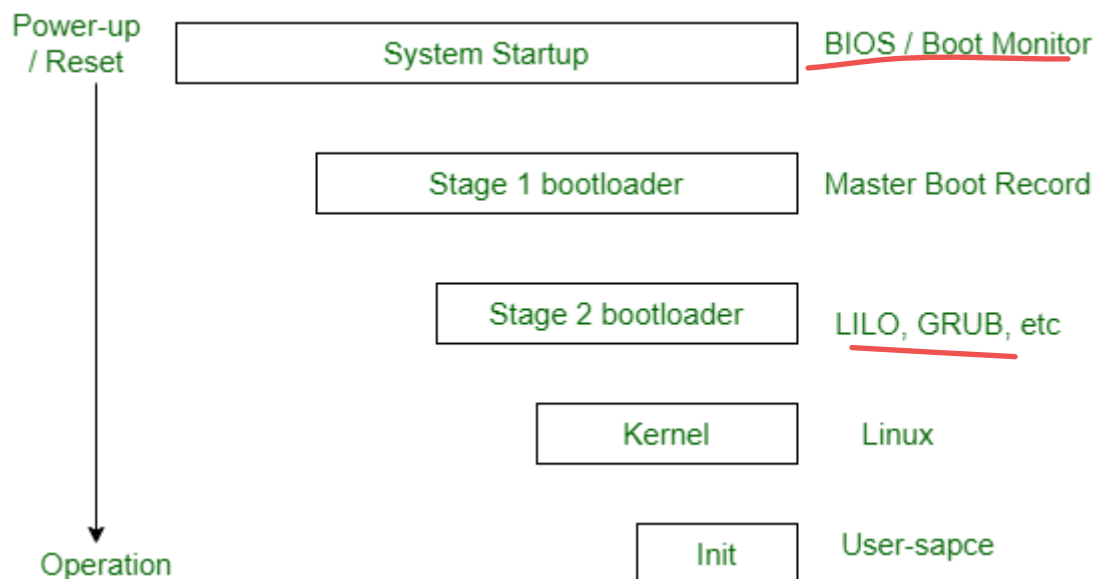 Power-up
/ Reset
System Startup
BIOS / Boot Monitor
Stage 1 bootloader
Master Boot Record
Stage 2 bootloader
LILO, GRUB, etc
Kernel
Linux
Init
User-sapce
Operation